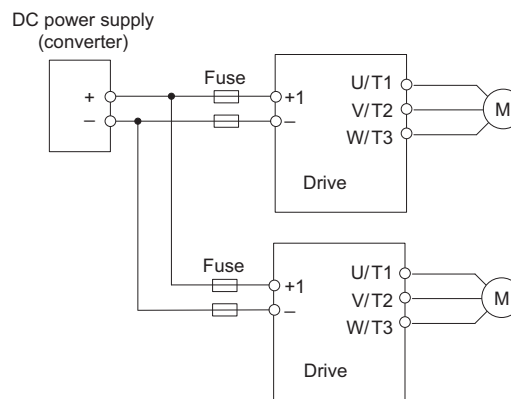 DC power supply
(converter)
+
–
Fuse
+1
–
U/T1
V/T2
W/T3
M
Drive
Fuse
+1
–
U/T1
V/T2
W/T3
M
Drive